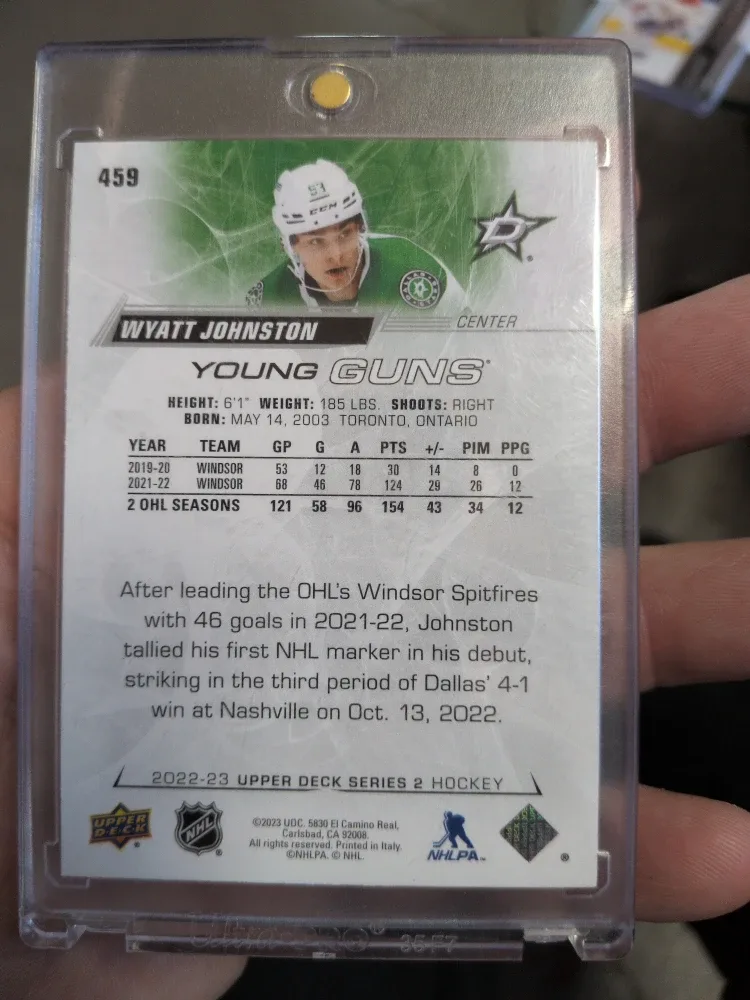 459
53
CCM
D
WYATT JOHNSTON
CENTER
YOUNG GUNS®
HEIGHT: 6'1" WEIGHT: 185 LBS. SHOOTS: RIGHT
BORN: MAY 14, 2003 TORONTO, ONTARIO
YEAR TEAM GP G A PTS +/- PIM PPG
2019-20 WINDSOR 53 12 18 30 14 8 0
2021-22 WINDSOR 68 46 78 124 29 26 12
2 OHL SEASONS 121 58 96 154 43 34 12
After leading the OHL's Windsor Spitfires
with 46 goals in 2021-22, Johnston
tallied his first NHL marker in his debut,
striking in the third period of Dallas' 4-1
win at Nashville on Oct. 13, 2022.
2022-23 UPPER DECK SERIES 2 HOCKEY
UPPER
DECK
NHL
©2023 UDC. 5830 El Camino Real,
Carlsbad, CA 92008.
All rights reserved. Printed in Italy.
©NHLPA. © NHL.
NHLPA™
®